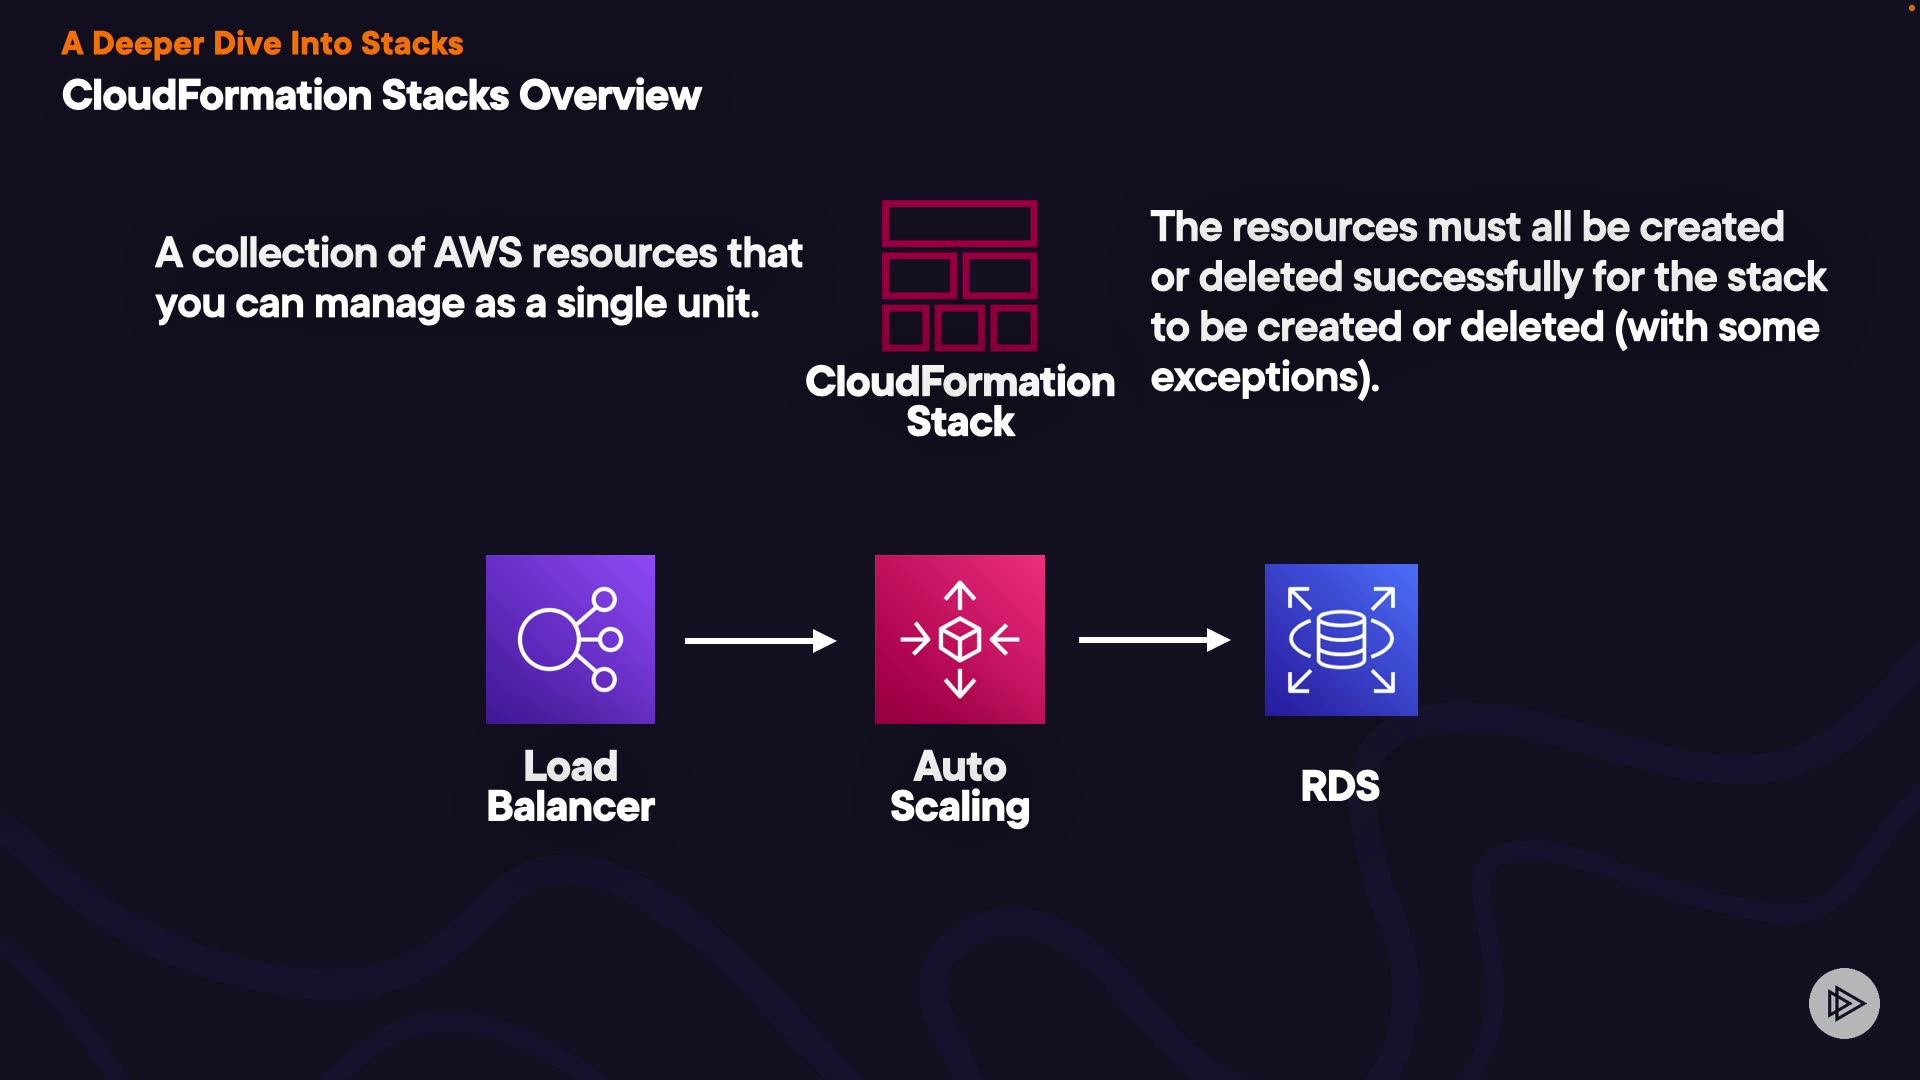 A Deeper Dive Into Stacks
CloudFormation Stacks Overview
A collection of AWS resources that
you can manage as a single unit.
CloudFormation
Stack
The resources must all be created
or deleted successfully for the stack
to be created or deleted (with some
exceptions).
Load
Balancer
Auto
Scaling
RDS